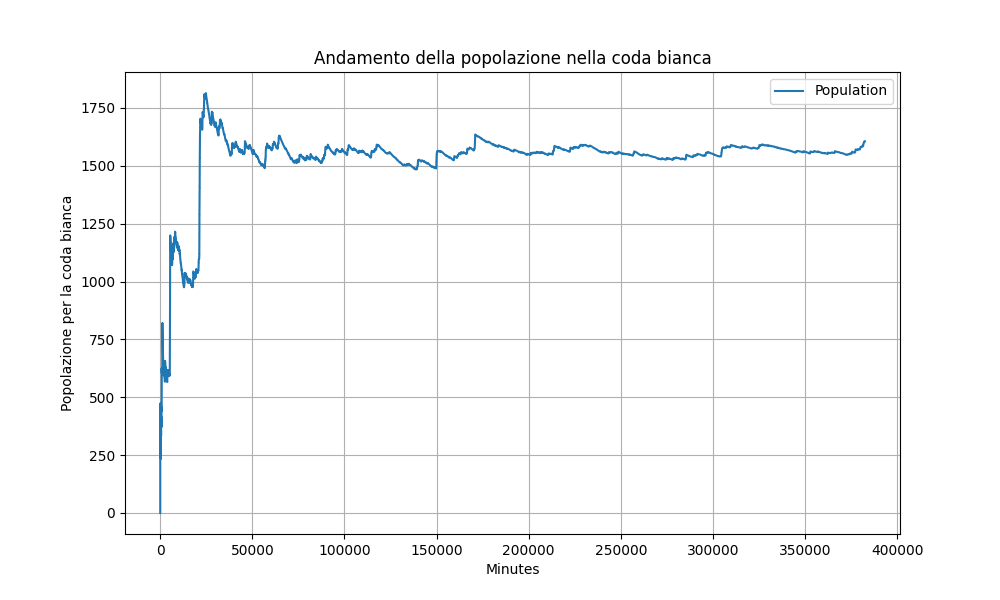 Andamento della popolazione nella coda bianca
Population
1750
1500
1250
1000
750
500
250
0
Popolazione per la coda bianca
0 50000 100000 150000 200000 250000 300000 350000 400000
Minutes